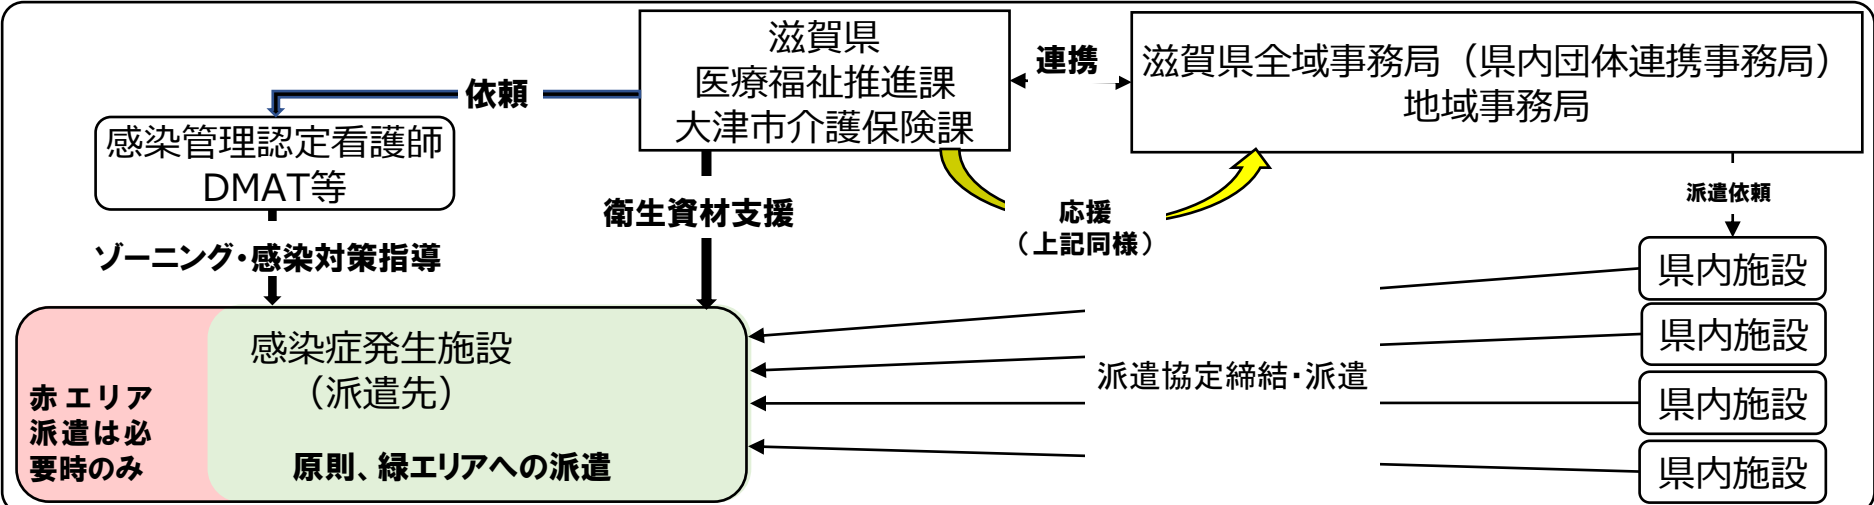 滋賀県
医療福祉推進課
大津市介護保険課
連携
滋賀県全域事務局（県内団体連携事務局）
地域事務局
依頼
感染管理認定看護師
DMAT等
衛生資材支援
応援
（上記同様）
派遣依頼
ゾーニング・感染対策指導
県内施設
県内施設
県内施設
県内施設
派遣協定締結・派遣
感染症発生施設
（派遣先）
赤エリア
派遣は必
要時のみ
原則、緑エリアへの派遣